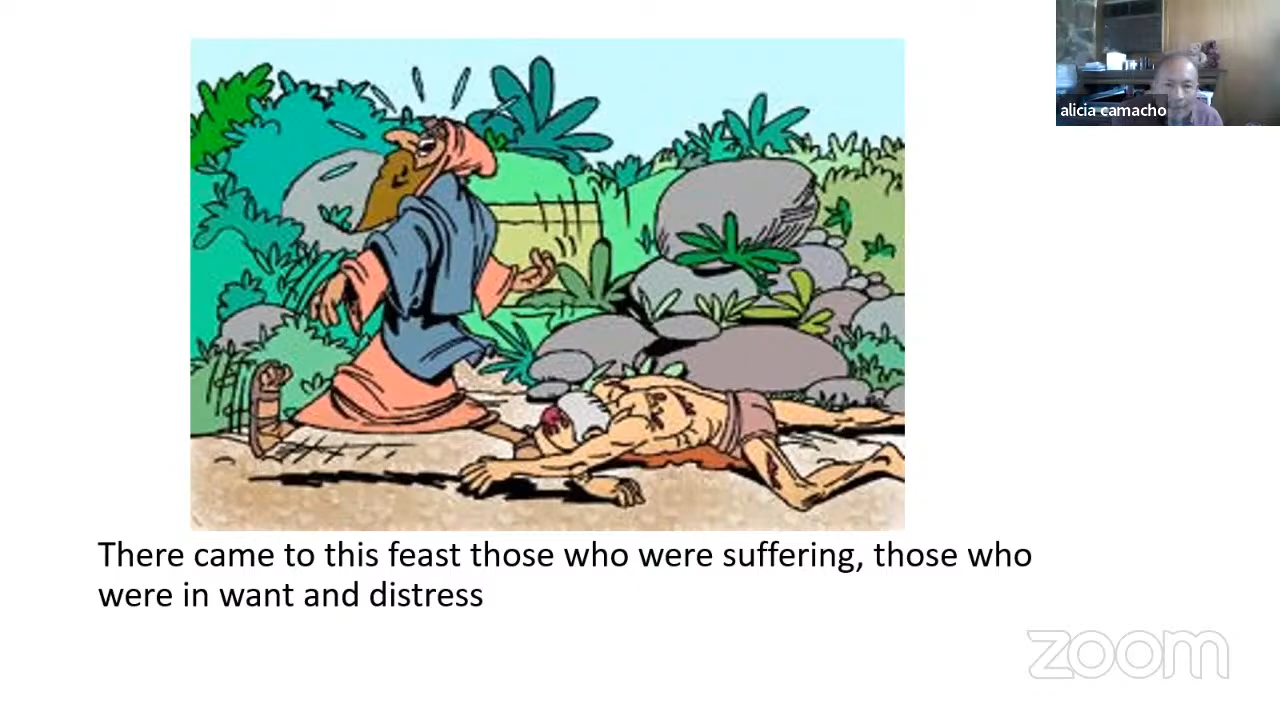 alicia camacho
There came to this feast those who were suffering, those who
were in want and distress
zoom